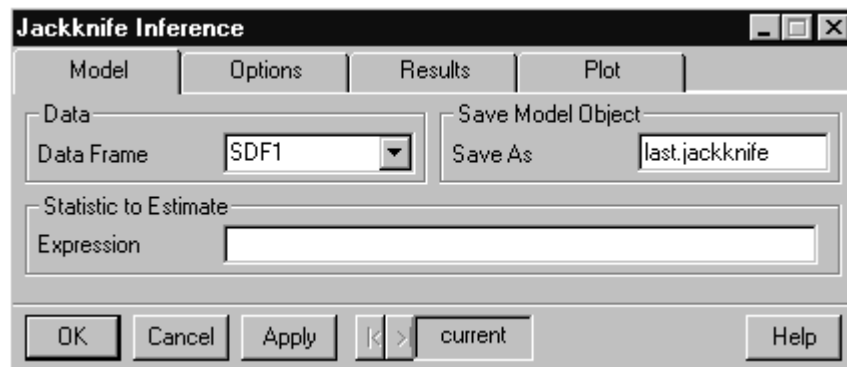 Jackknife Inference
Model Options Results Plot
Data Save Model Object
Data Frame SDF1 Save As last.jackknife
Statistic to Estimate
Expression
OK Cancel Apply |< >| current Help